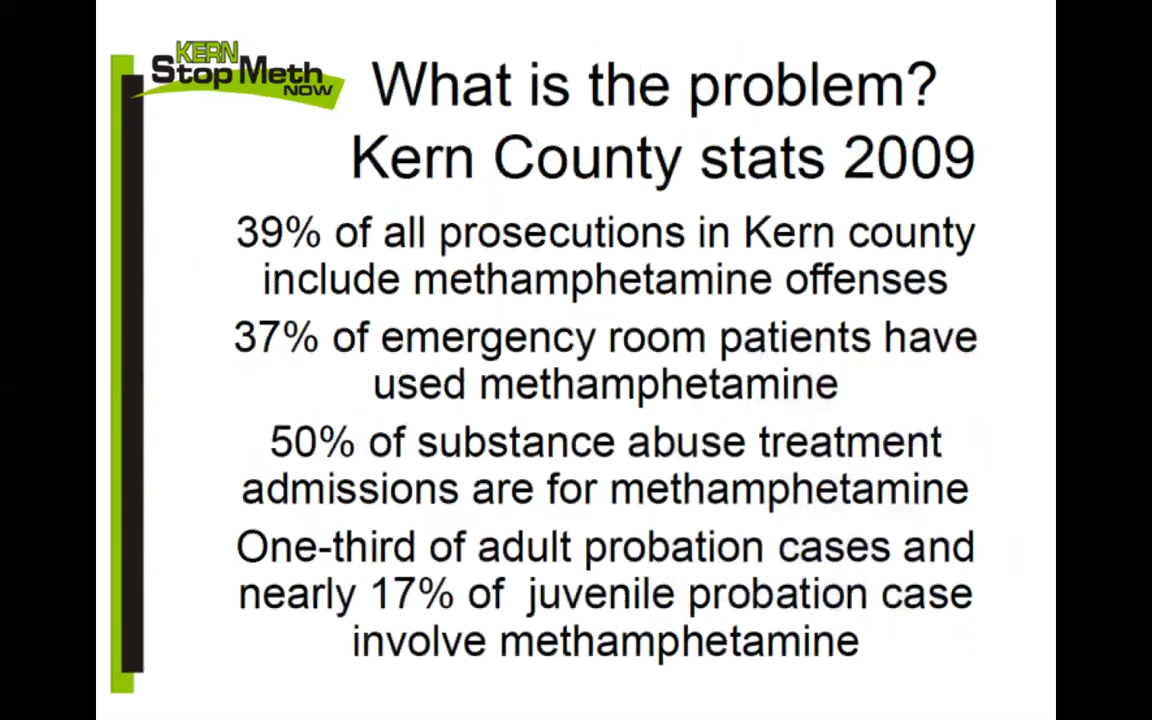 KERN
Stop Meth
NOW
What is the problem?
Kern County stats 2009
39% of all prosecutions in Kern county
include methamphetamine offenses
37% of emergency room patients have
used methamphetamine
50% of substance abuse treatment
admissions are for methamphetamine
One-third of adult probation cases and
nearly 17% of  juvenile probation case
involve methamphetamine